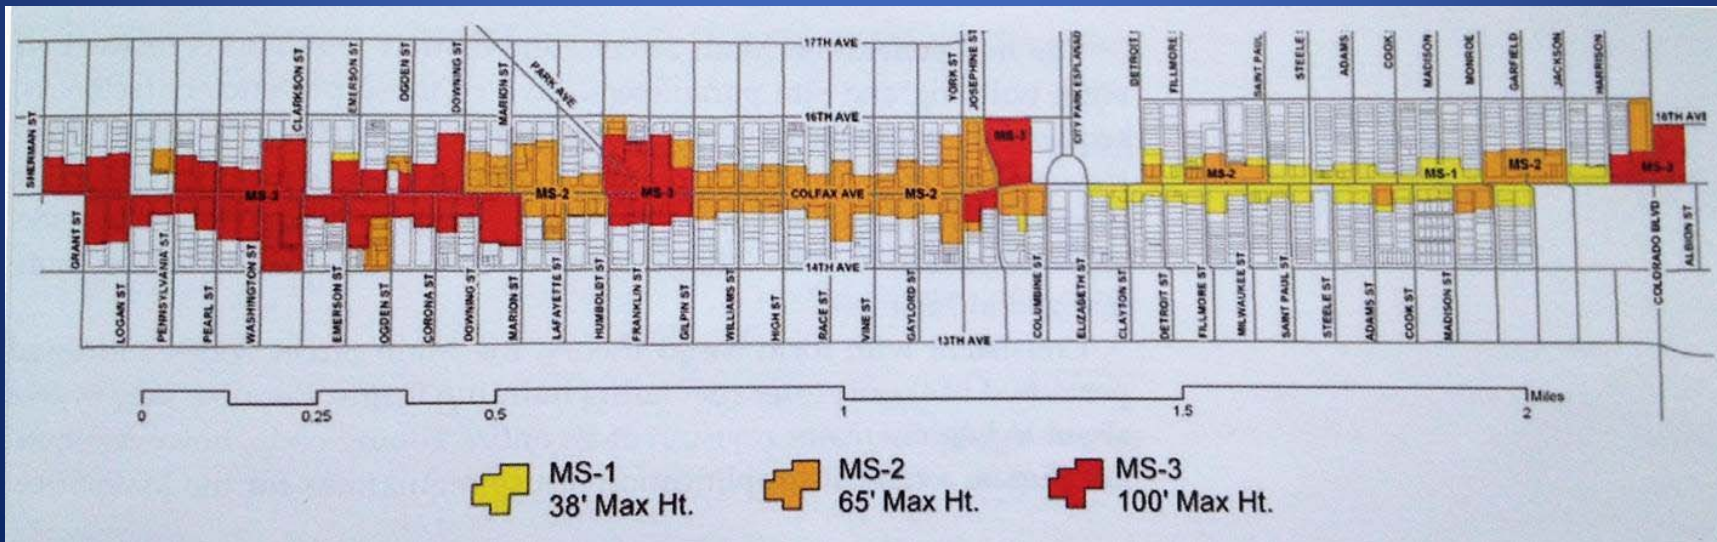 17TH AVE
PARK AVE
16TH AVE
16TH AVE
SHERMAN ST
CLARKSON ST
EMERSON ST
OGDEN ST
DOWNING ST
MARION ST
YORK ST
JOSEPHINE ST
CITY PARK ESPLANAD
DETROIT
FILLMORE
SAINT PAUL
STEELE
ADAMS
COOK
MADISON
MONROE
GARFIELD
JACKSON
HARRISON
MS-3
MS-2
MS-3
COLFAX AVE
MS-2
MS-3
MS-2
MS-1
MS-2
MS-3
14TH AVE
GRANT ST
LOGAN ST
PENNSYLVANIA ST
PEARL ST
WASHINGTON ST
EMERSON ST
OGDEN ST
CORONA ST
DOWNING ST
MARION ST
LAFAYETTE ST
HUMBOLDT ST
FRANKLIN ST
GILPIN ST
WILLIAMS ST
HIGH ST
RACE ST
VINE ST
GAYLORD ST
COLUMBINE ST
ELIZABETH ST
CLAYTON ST
DETROIT ST
FILLMORE ST
MILWAUKEE ST
SAINT PAUL ST
STEELE ST
ADAMS ST
COOK ST
MADISON ST
COLORADO BLVD
ALBION ST
13TH AVE
0 0.25 0.5 1 1.5 2 Miles
MS-1
38' Max Ht.
MS-2
65' Max Ht.
MS-3
100' Max Ht.